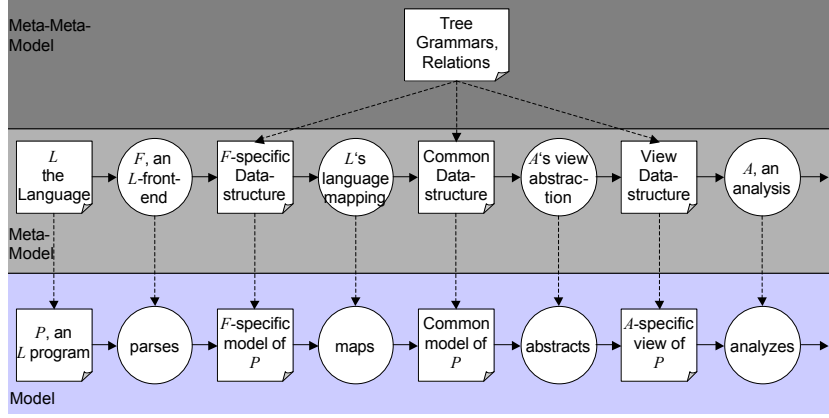 Meta-Meta-
Model
Tree
Grammars,
Relations
L
the
Language
F, an
L-front-
end
F-specific
Data-
structure
L‘s
language
mapping
Common
Data-
structure
A‘s view
abstrac-
tion
View
Data-
structure
A, an
analysis
Meta-
Model
P, an
L program
parses
F-specific
model of
P
maps
Common
model of
P
abstracts
A-specific
view of
P
analyzes
Model